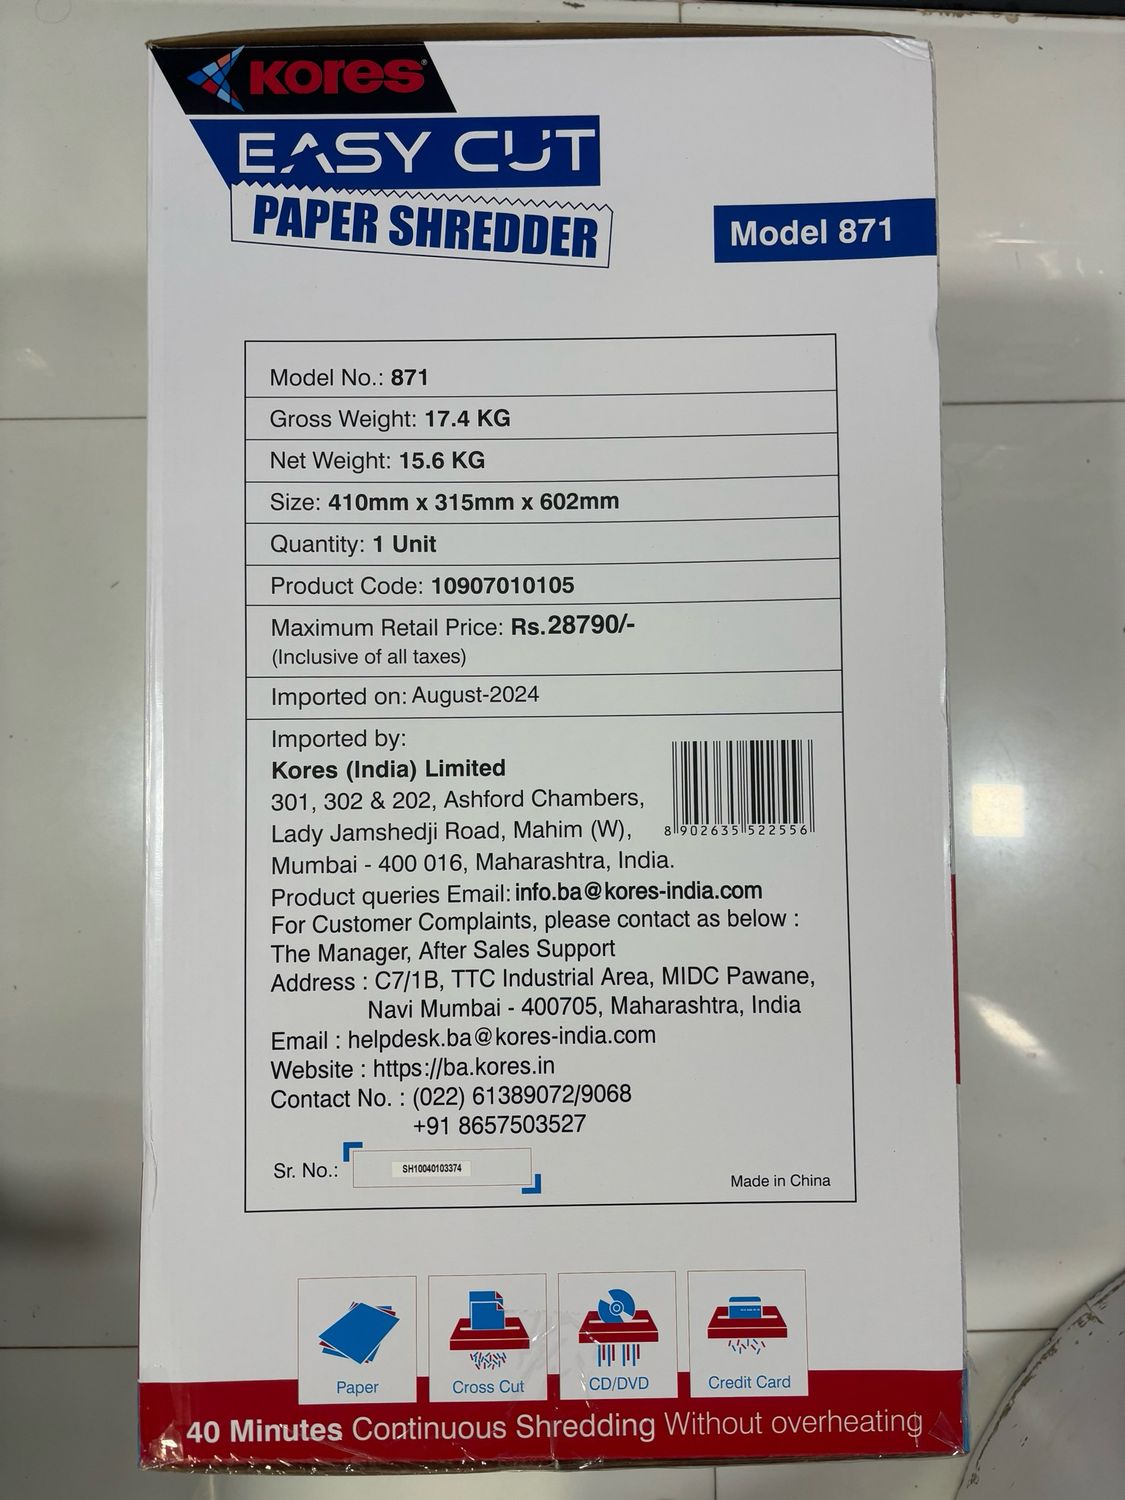 Kores®
EASY CUT
PAPER SHREDDER
Model 871
Model No.: 871
Gross Weight: 17.4 KG
Net Weight: 15.6 KG
Size: 410mm x 315mm x 602mm
Quantity: 1 Unit
Product Code: 10907010105
Maximum Retail Price: Rs.28790/-
(Inclusive of all taxes)
Imported on: August-2024
Imported by:
Kores (India) Limited
301, 302 & 202, Ashford Chambers,
Lady Jamshedji Road, Mahim (W),
8 902635 522556
Mumbai - 400 016, Maharashtra, India.
Product queries Email: info.ba@kores-india.com
For Customer Complaints, please contact as below :
The Manager, After Sales Support
Address : C7/1B, TTC Industrial Area, MIDC Pawane,
Navi Mumbai - 400705, Maharashtra, India
Email : helpdesk.ba@kores-india.com
Website : https://ba.kores.in
Contact No. : (022) 61389072/9068
+91 8657503527
Sr. No.: SH10040103374
Made in China
Paper
Cross Cut
CD/DVD
Credit Card
40 Minutes Continuous Shredding Without overheating